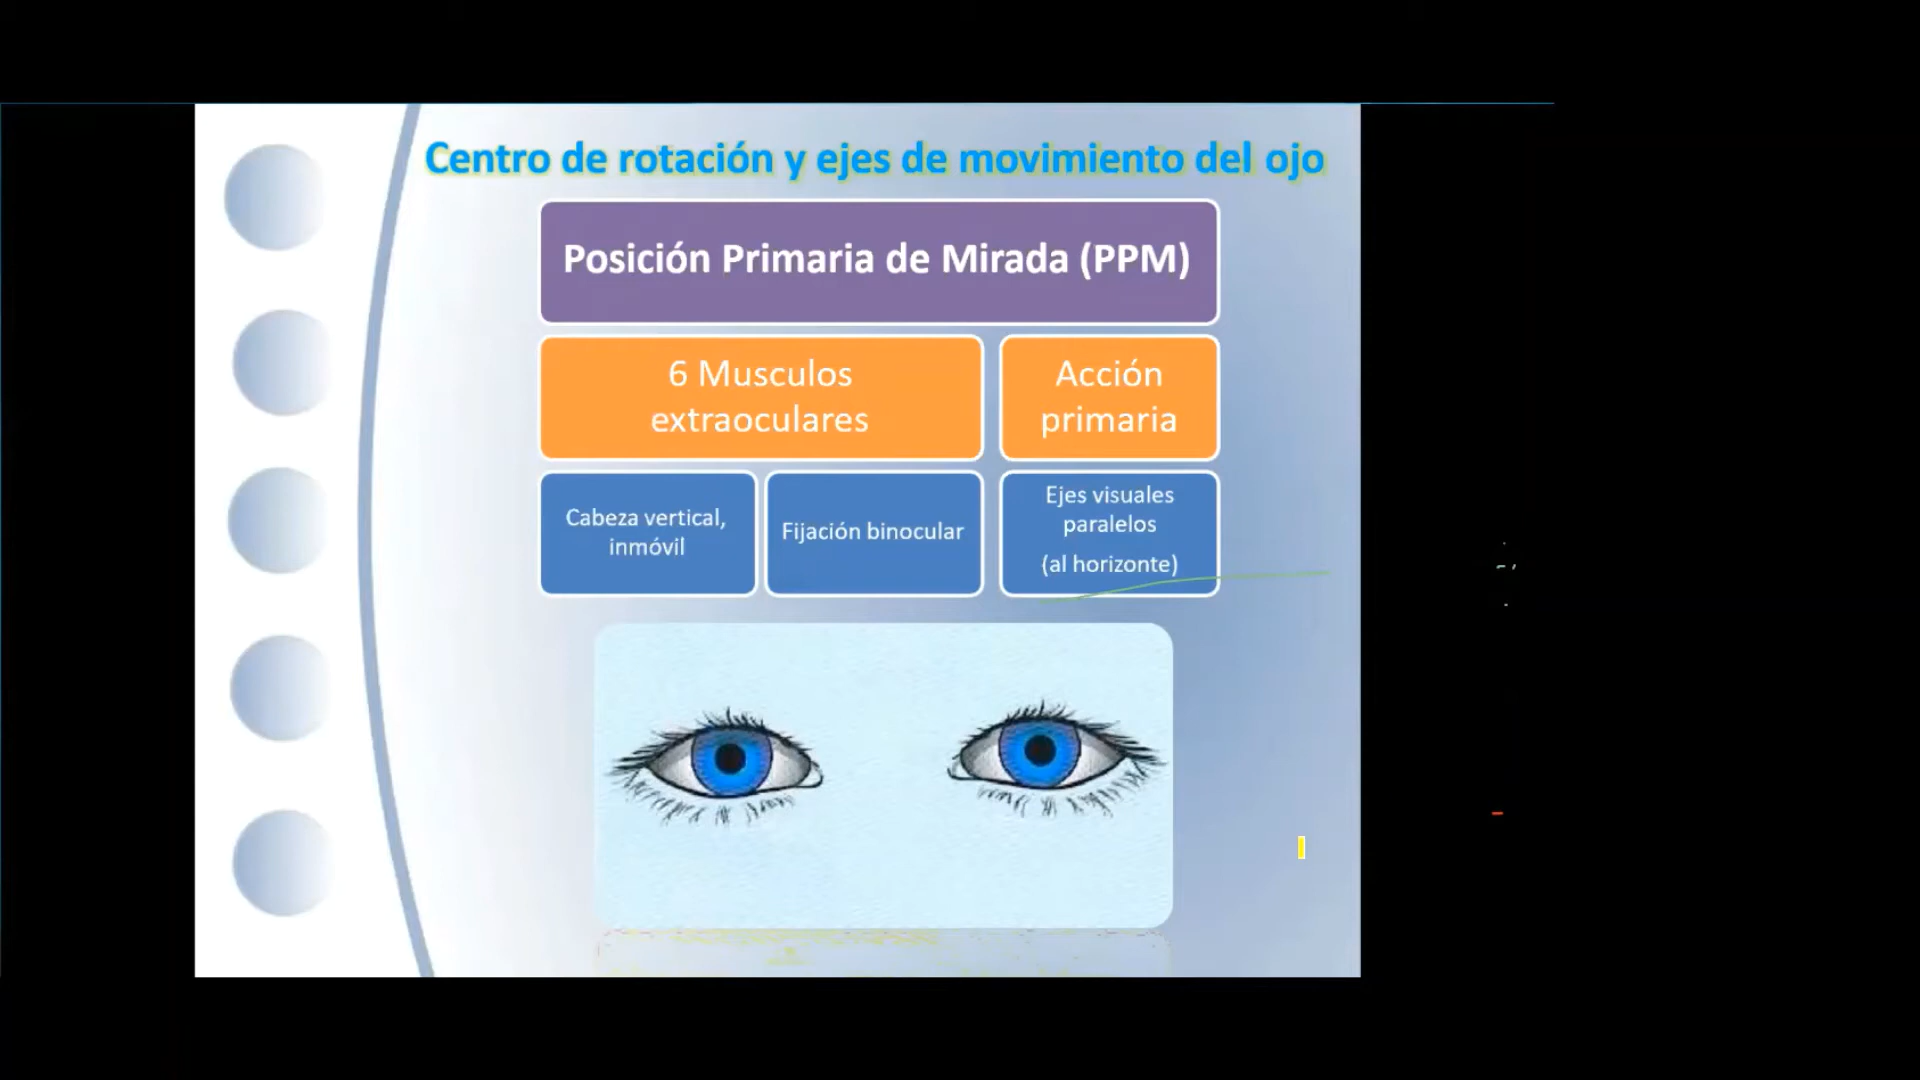 Centro de rotación y ejes de movimiento del ojo
Posición Primaria de Mirada (PPM)
6 Musculos
extraoculares
Acción
primaria
Cabeza vertical,
inmóvil
Fijación binocular
Ejes visuales
paralelos
(al horizonte)